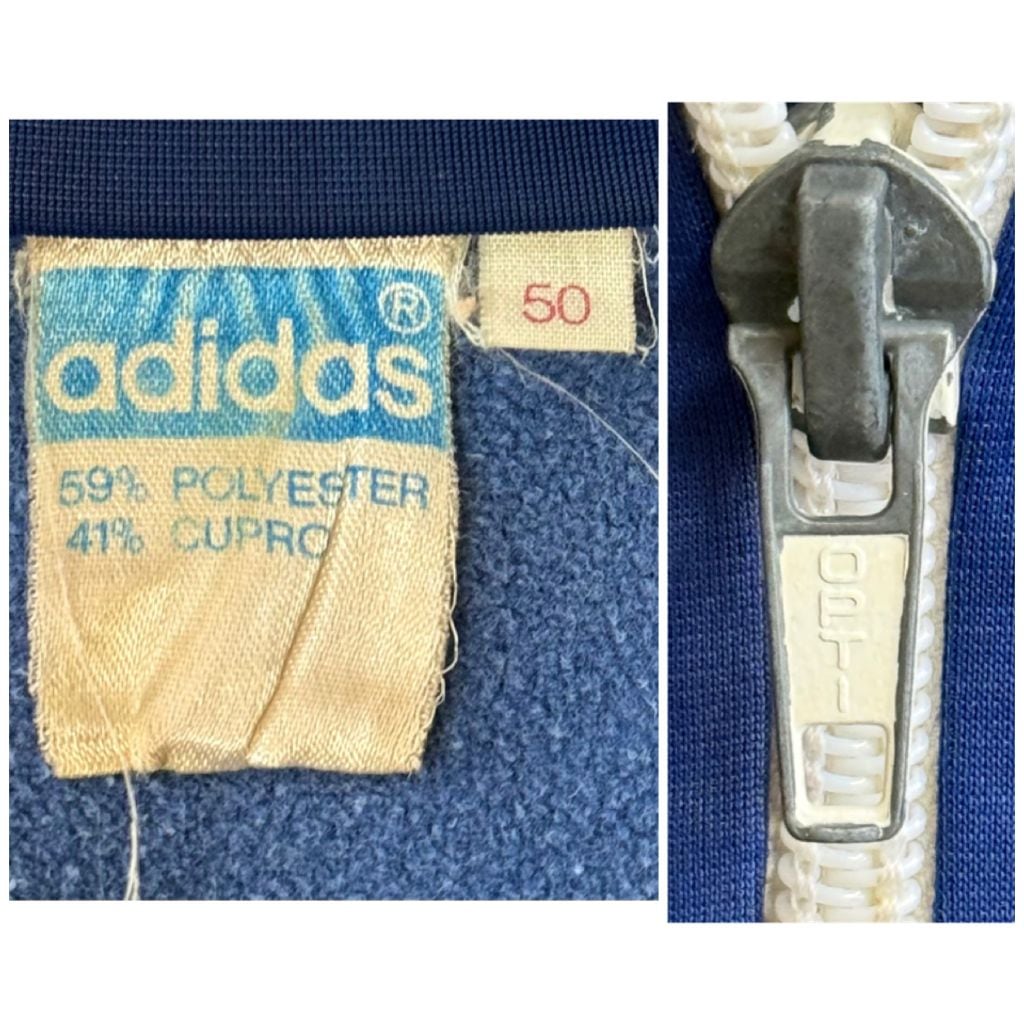 adidas®
50
59% POLYESTER
41% CUPRO
OPTI